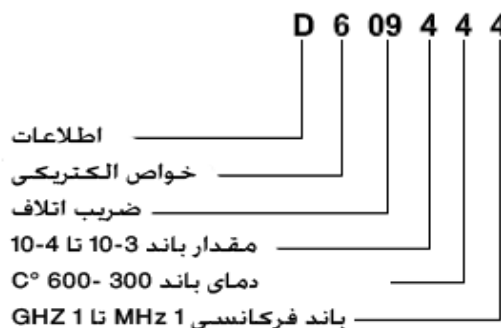 D 6 09 4 4 4
اطلاعات
خواص الکتریکی
ضریب اتلاف
مقدار باند 3-10 تا 4-10
دمای باند 300 -600 °C
باند فرکانسی 1 MHz تا 1 GHZ